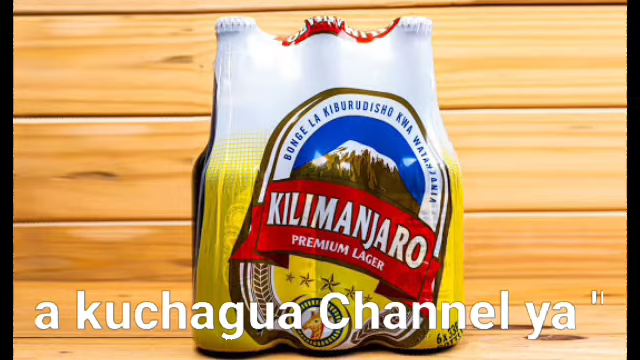 BONGE LA KIBURUDISHO KWA WATANZANIA
KILIMANJARO
PREMIUM LAGER
a kuchagua Channel ya "